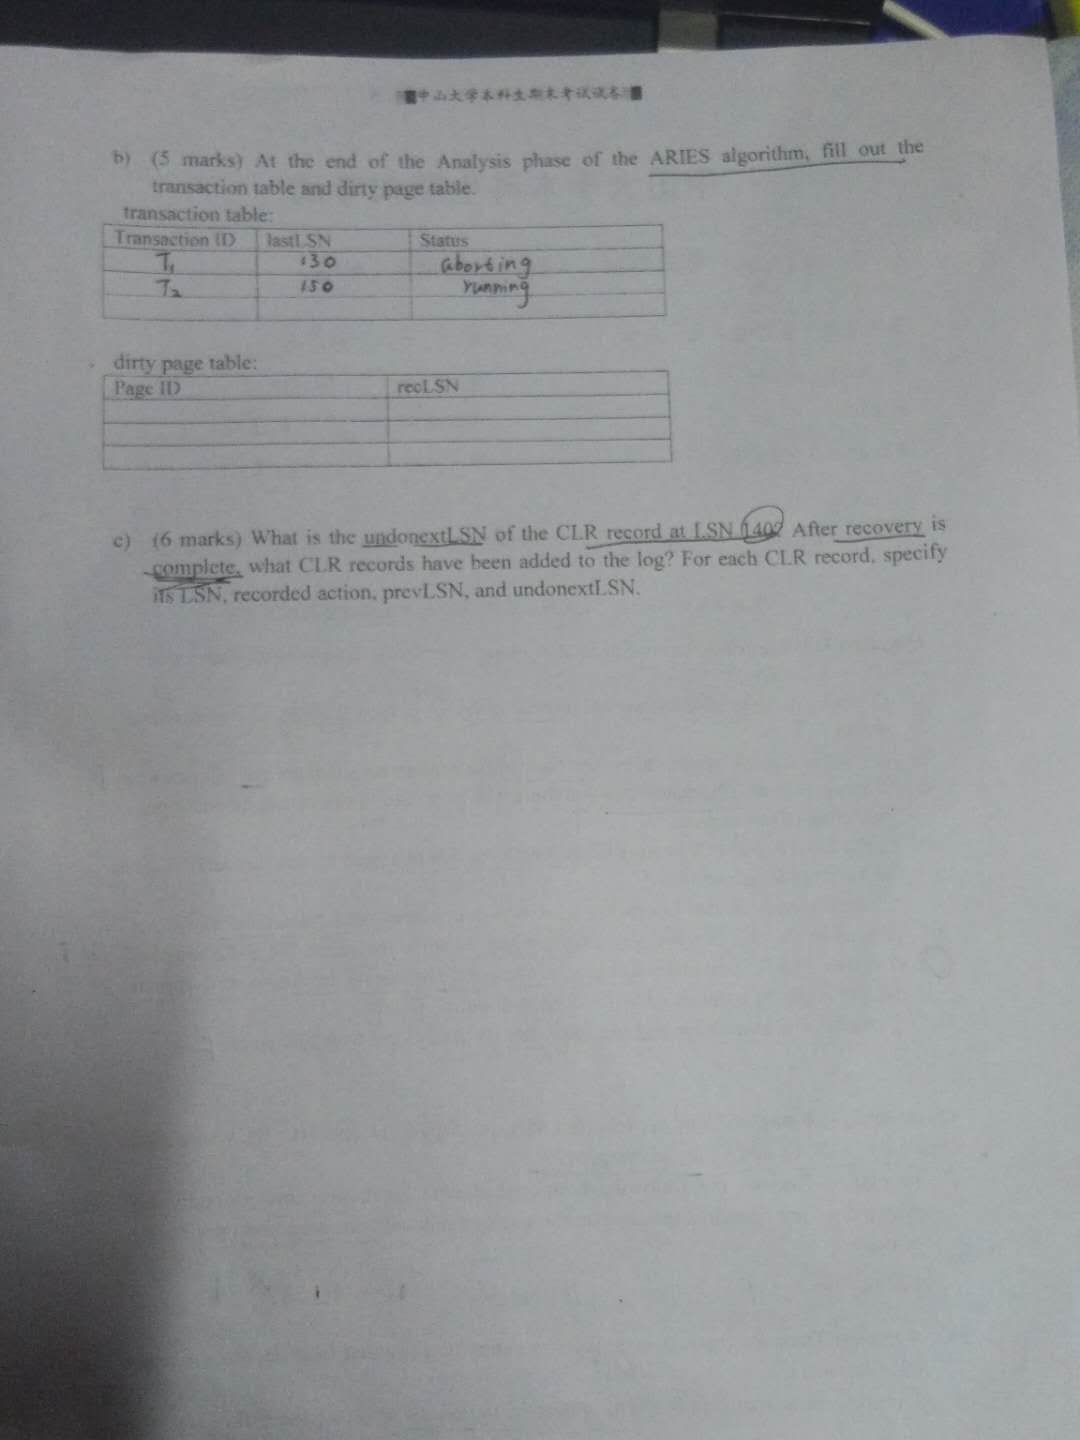 中山大学本科生期末考试试卷
b) (5 marks) At the end of the Analysis phase of the ARIES algorithm, fill out the
transaction table and dirty page table.
transaction table:
Transaction ID lastLSN Status
T1 130 aborting
T2 150 running
dirty page table:
Page ID recLSN
c) (6 marks) What is the undonextLSN of the CLR record at LSN 140? After recovery is
complete, what CLR records have been added to the log? For each CLR record, specify
its LSN, recorded action, prevLSN, and undonextLSN.